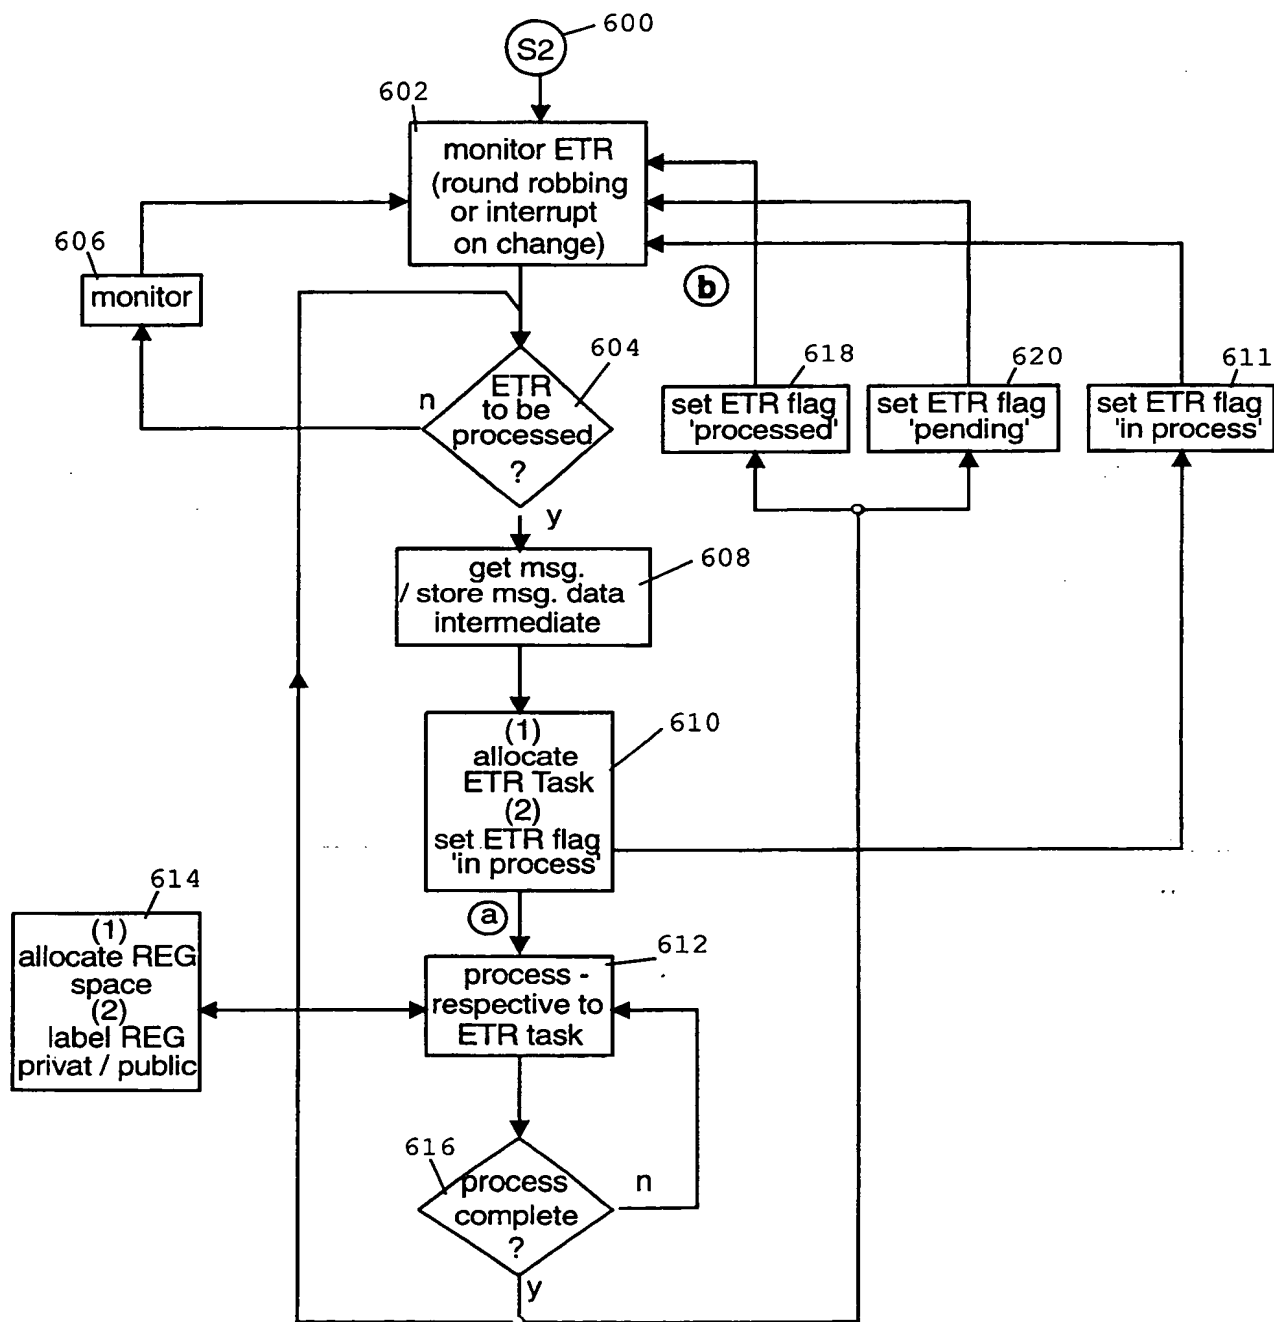 600
S2
602
monitor ETR
(round robbing
or interrupt
on change)
606
monitor
b
604
ETR
to be
processed
?
n
y
618
set ETR flag
'processed'
620
set ETR flag
'pending'
611
set ETR flag
'in process'
608
get msg.
/ store msg. data
intermediate
610
(1)
allocate
ETR Task
(2)
set ETR flag
'in process'
a
614
(1)
allocate REG
space
(2)
label REG
privat / public
612
process -
respective to
ETR task
616
process
complete
?
n
y